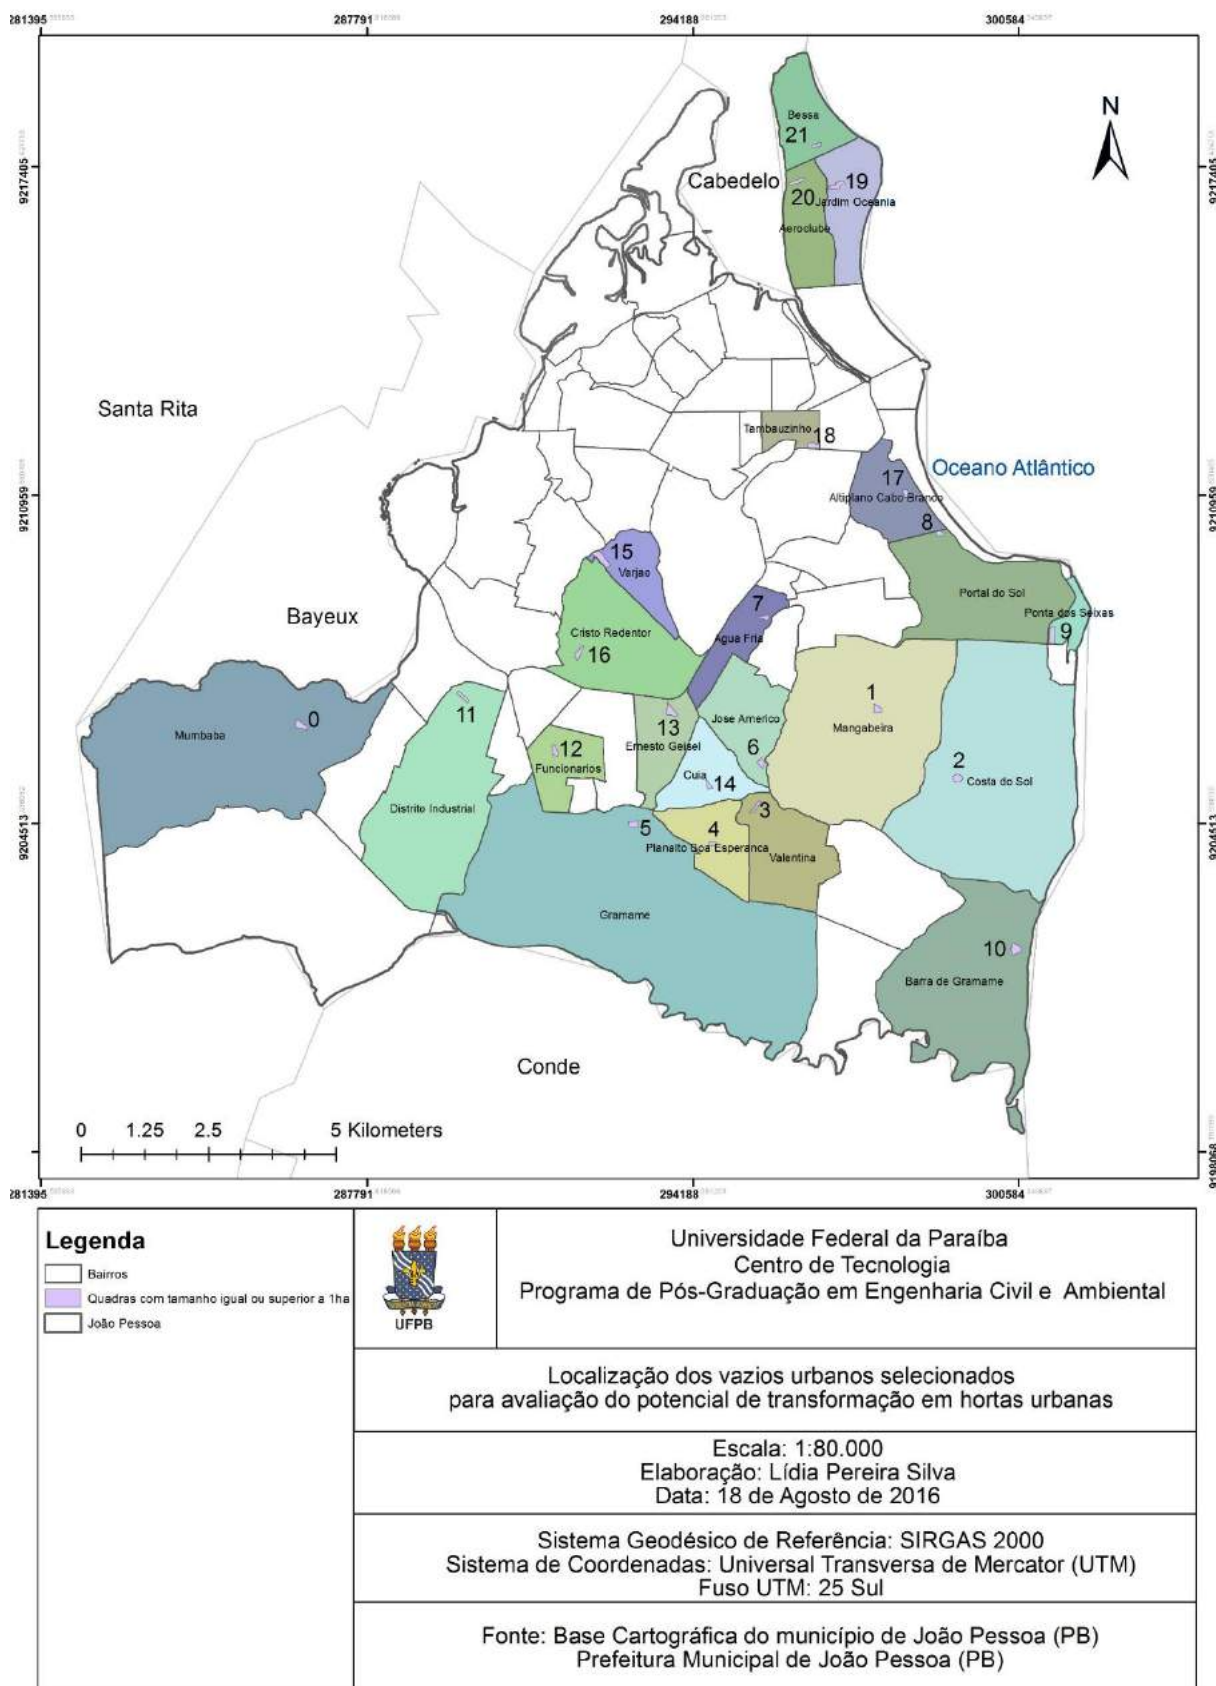 281395 287791 294188 300584
N
Bessa
21
9217405 9217405
Cabedelo
20 19
Jardim Oceania
Aeroclube
Santa Rita
Tambauzinho
18
Oceano Atlântico
17
Altiplano Cabo Branco
9210959 9210959
8
15
Varjao
Portal do Sol
Bayeux
7
Ponta dos Seixas
9
Cristo Redentor
Agua Fria
16
11
1
0
13
Jose Americo
Mangabeira
Mumbaba
Ernesto Geisel
12
Funcionarios
6
2
Cuia
14
Costa do Sol
Distrito Industrial
3
9204513 9204513
5 4
Planalto Boa Esperanca
Valentina
Gramame
10
Barra de Gramame
Conde
0 1.25 2.5 5 Kilometers
9198068 9198068
281395 287791 294188 300584
Legenda
Bairros
Quadras com tamanho igual ou superior a 1ha
João Pessoa
UFPB
Universidade Federal da Paraíba
Centro de Tecnologia
Programa de Pós-Graduação em Engenharia Civil e Ambiental
Localização dos vazios urbanos selecionados
para avaliação do potencial de transformação em hortas urbanas
Escala: 1:80.000
Elaboração: Lídia Pereira Silva
Data: 18 de Agosto de 2016
Sistema Geodésico de Referência: SIRGAS 2000
Sistema de Coordenadas: Universal Transversa de Mercator (UTM)
Fuso UTM: 25 Sul
Fonte: Base Cartográfica do município de João Pessoa (PB)
Prefeitura Municipal de João Pessoa (PB)